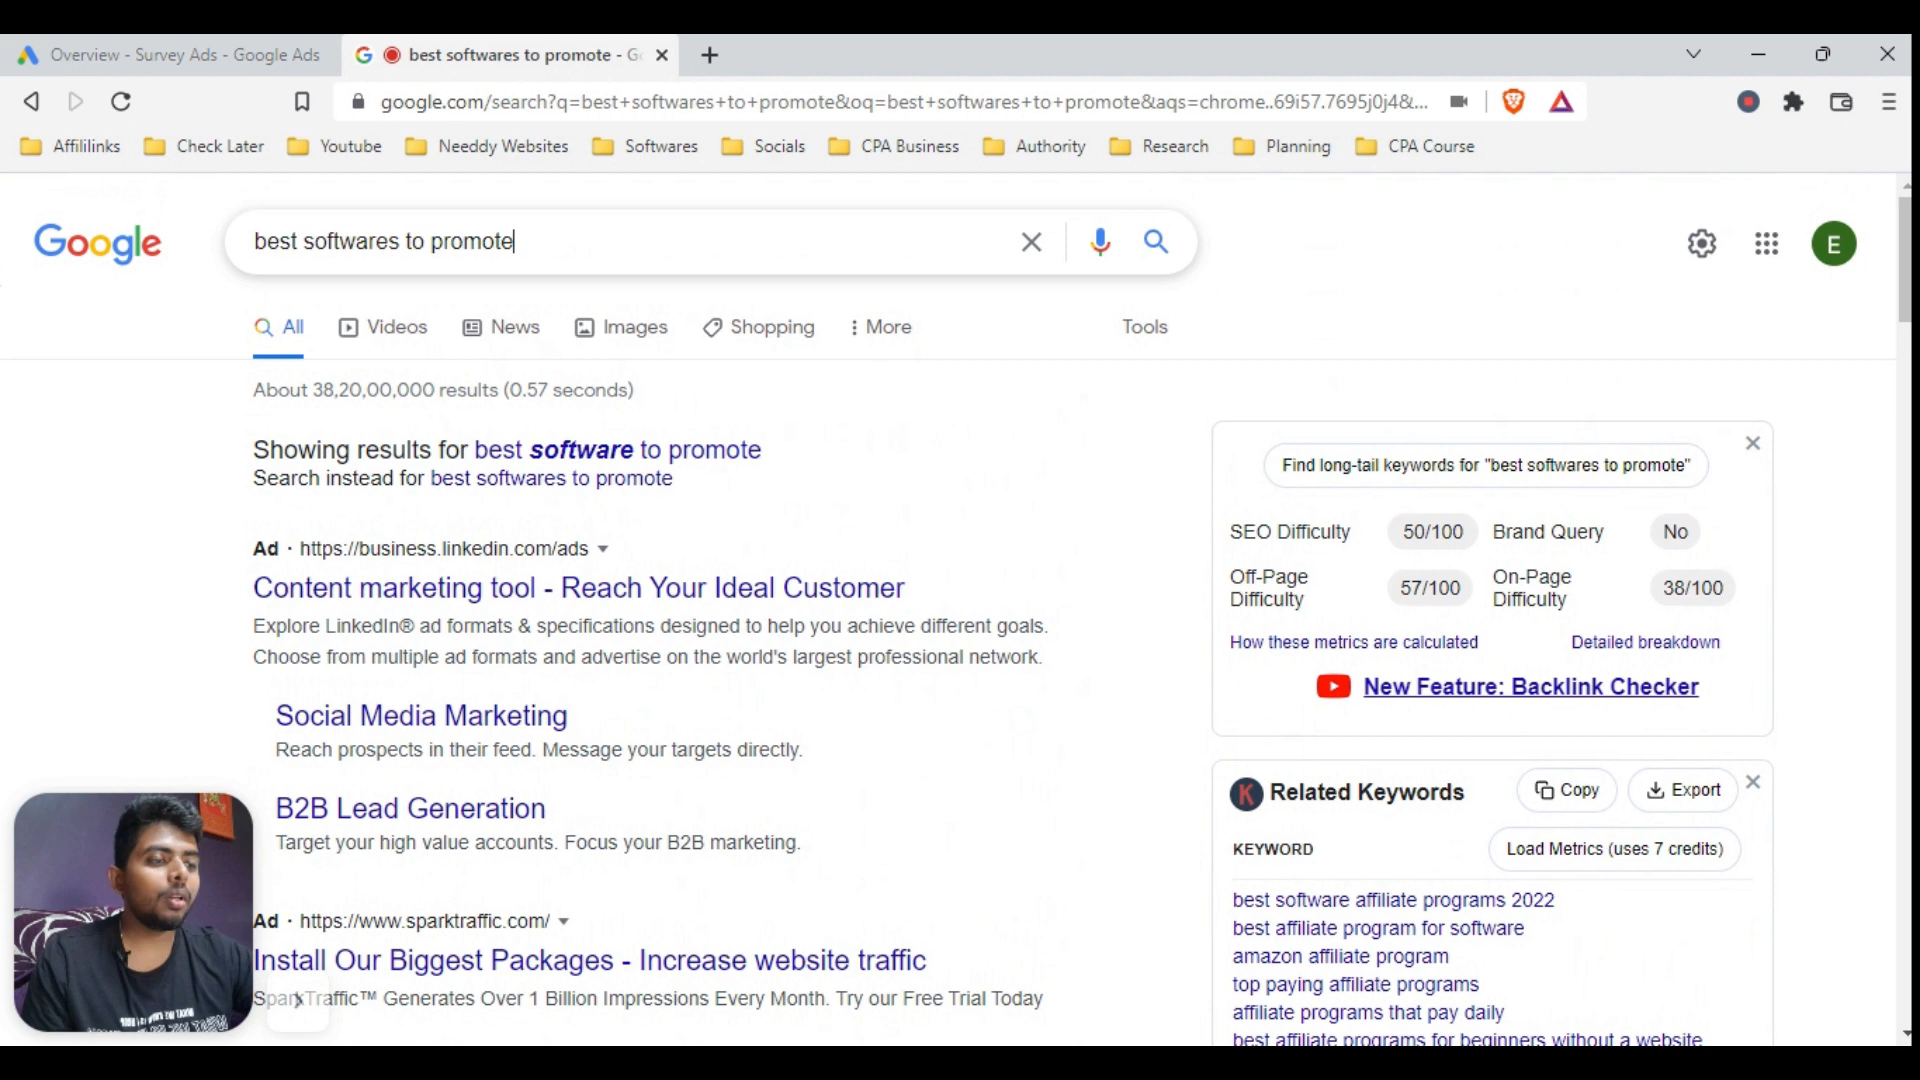 Overview - Survey Ads - Google Ads
best softwares to promote - G
google.com/search?q=best+softwares+to+promote&oq=best+softwares+to+promote&aqs=chrome..69i57.7695j0j4&...
Affililinks
Check Later
Youtube
Needdy Websites
Softwares
Socials
CPA Business
Authority
Research
Planning
CPA Course
Google
best softwares to promote
E
All
Videos
News
Images
Shopping
More
Tools
About 38,20,00,000 results (0.57 seconds)
Showing results for best software to promote
Search instead for best softwares to promote
Ad · https://business.linkedin.com/ads
Content marketing tool - Reach Your Ideal Customer
Explore LinkedIn® ad formats & specifications designed to help you achieve different goals.
Choose from multiple ad formats and advertise on the world's largest professional network.
Social Media Marketing
Reach prospects in their feed. Message your targets directly.
B2B Lead Generation
Target your high value accounts. Focus your B2B marketing.
Ad · https://www.sparktraffic.com/
Install Our Biggest Packages - Increase website traffic
SparkTraffic™ Generates Over 1 Billion Impressions Every Month. Try our Free Trial Today
Find long-tail keywords for "best softwares to promote"
SEO Difficulty 50/100 Brand Query No
Off-Page Difficulty 57/100 On-Page Difficulty 38/100
How these metrics are calculated Detailed breakdown
New Feature: Backlink Checker
K Related Keywords Copy Export
KEYWORD Load Metrics (uses 7 credits)
best software affiliate programs 2022
best affiliate program for software
amazon affiliate program
top paying affiliate programs
affiliate programs that pay daily
best affiliate programs for beginners without a website